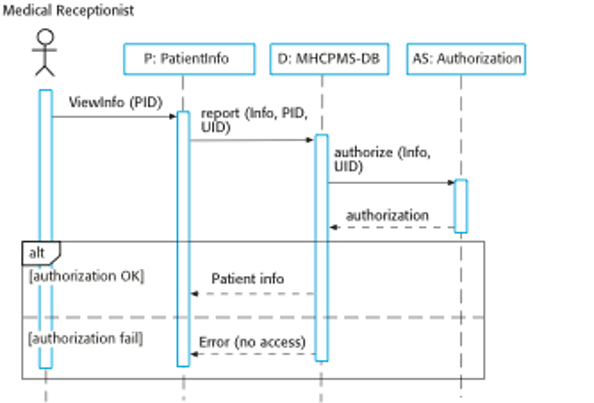 Medical Receptionist
P: PatientInfo
D: MHCPMS-DB
AS: Authorization
ViewInfo (PID)
report (Info, PID,
UID)
authorize (Info,
UID)
authorization
alt
[authorization OK]
Patient info
[authorization fail]
Error (no access)